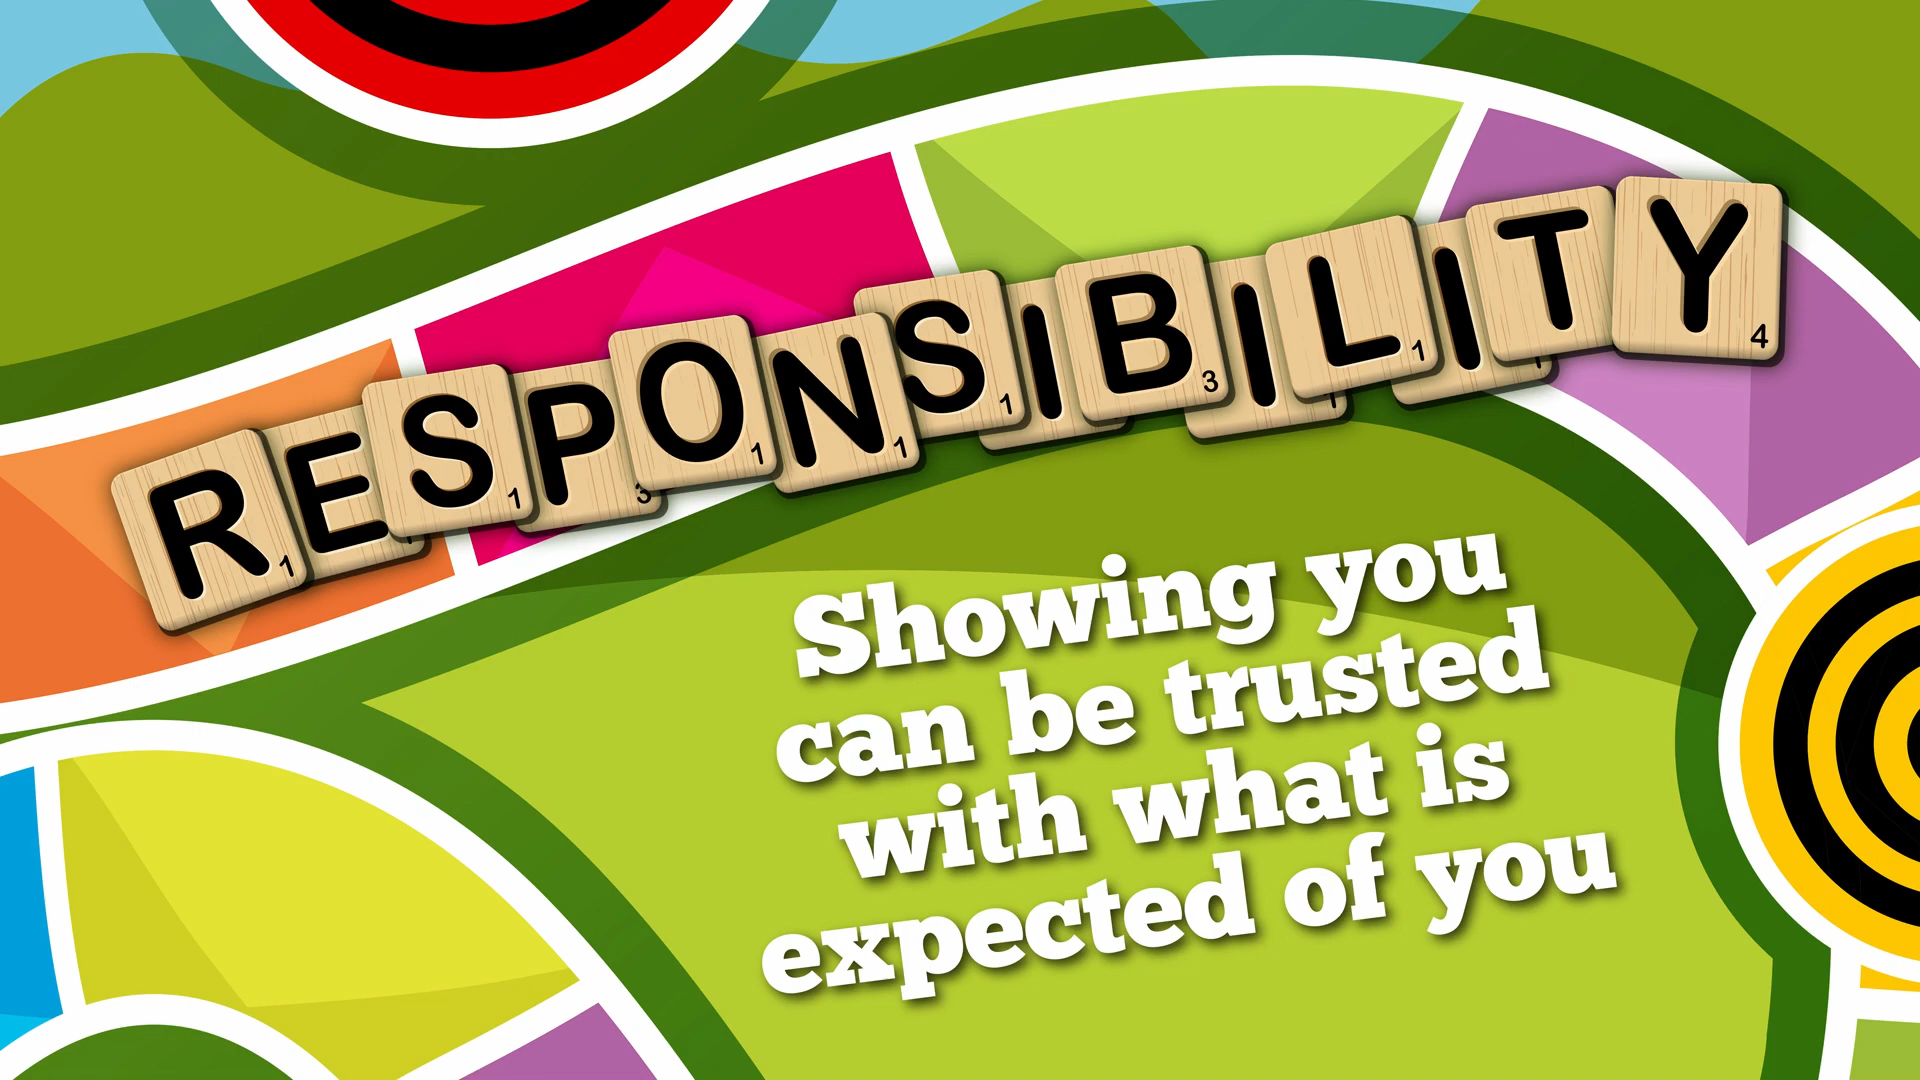 RESPONSIBILITY
Showing you
can be trusted
with what is
expected of you